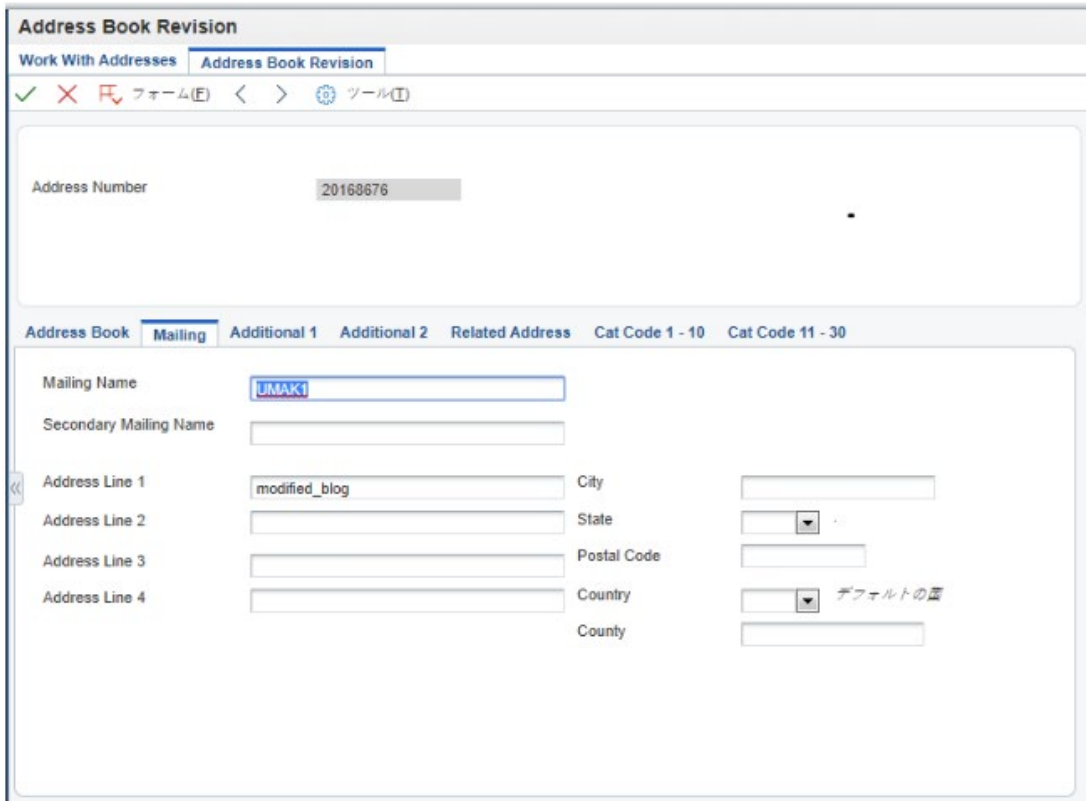 Address Book Revision
Work With Addresses Address Book Revision
フォーム(F) ツール(T)
Address Number 20168676
Address Book Mailing Additional 1 Additional 2 Related Address Cat Code 1 - 10 Cat Code 11 - 30
Mailing Name UMAK1
Secondary Mailing Name
Address Line 1 modified_blog City
Address Line 2 State
Address Line 3 Postal Code
Address Line 4 Country デフォルトの国
County